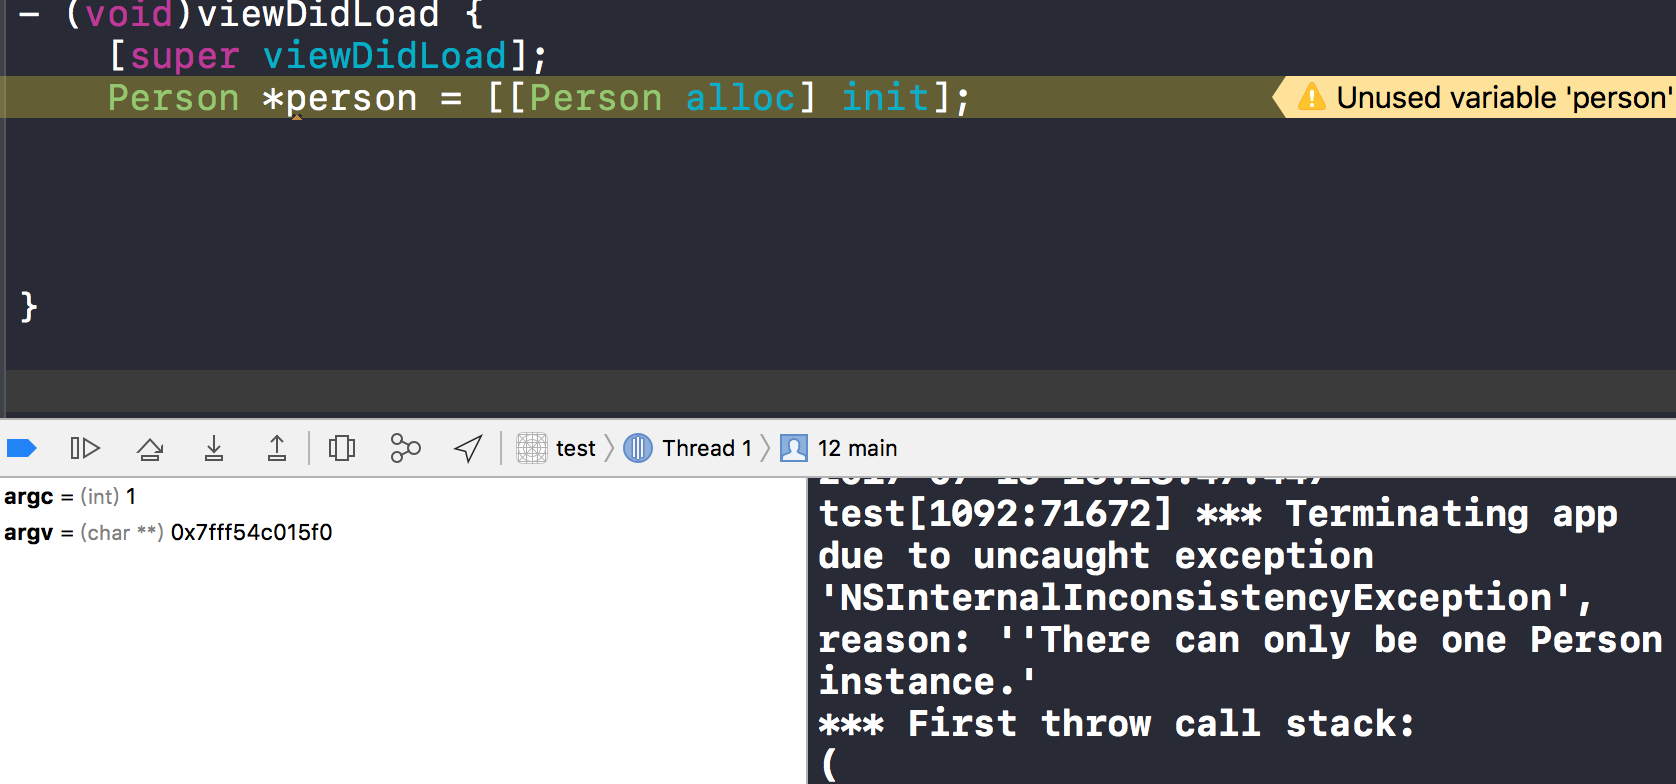 - (void)viewDidLoad {
[super viewDidLoad];
Person *person = [[Person alloc] init];
Unused variable 'person'
}
test
Thread 1
12 main
argc = (int) 1
argv = (char **) 0x7fff54c015f0
test[1092:71672] *** Terminating app
due to uncaught exception
'NSInternalInconsistencyException',
reason: ''There can only be one Person
instance.'
*** First throw call stack:
(